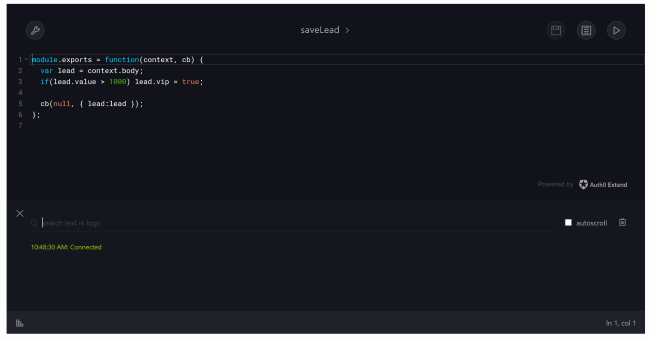 saveLead >
1 module.exports = function(context, cb) {
2 var lead = context.body;
3 if(lead.value > 1000) lead.vip = true;
4
5 cb(null, { lead:lead });
6 };
7
Powered by Auth0 Extend
search text in logs
autoscroll
10:48:30 AM: Connected
ln 1, col 1